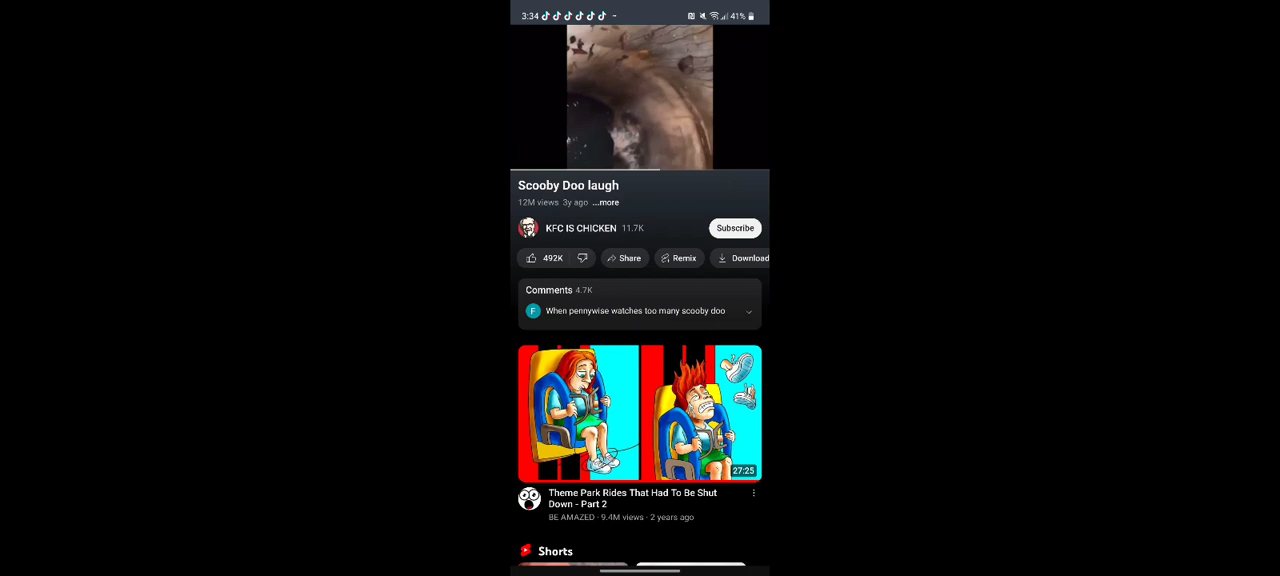 3:34 41%
Scooby Doo laugh
12M views 3y ago ...more
KFC IS CHICKEN 11.7K Subscribe
492K Share Remix Download
Comments 4.7K
F When pennywise watches too many scooby doo
27:25
Theme Park Rides That Had To Be Shut
Down - Part 2
BE AMAZED · 9.4M views · 2 years ago
Shorts